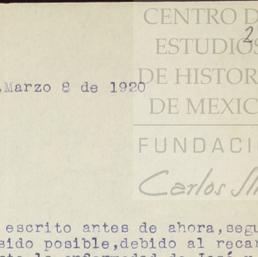 CENTRO D
2
ESTUDIOS
DE HISTOR
,Marzo 8 de 1920
DE MEXIC
FUNDACI
Carlos Sli
escrito antes de ahora,segu
sido posible,debido al reca